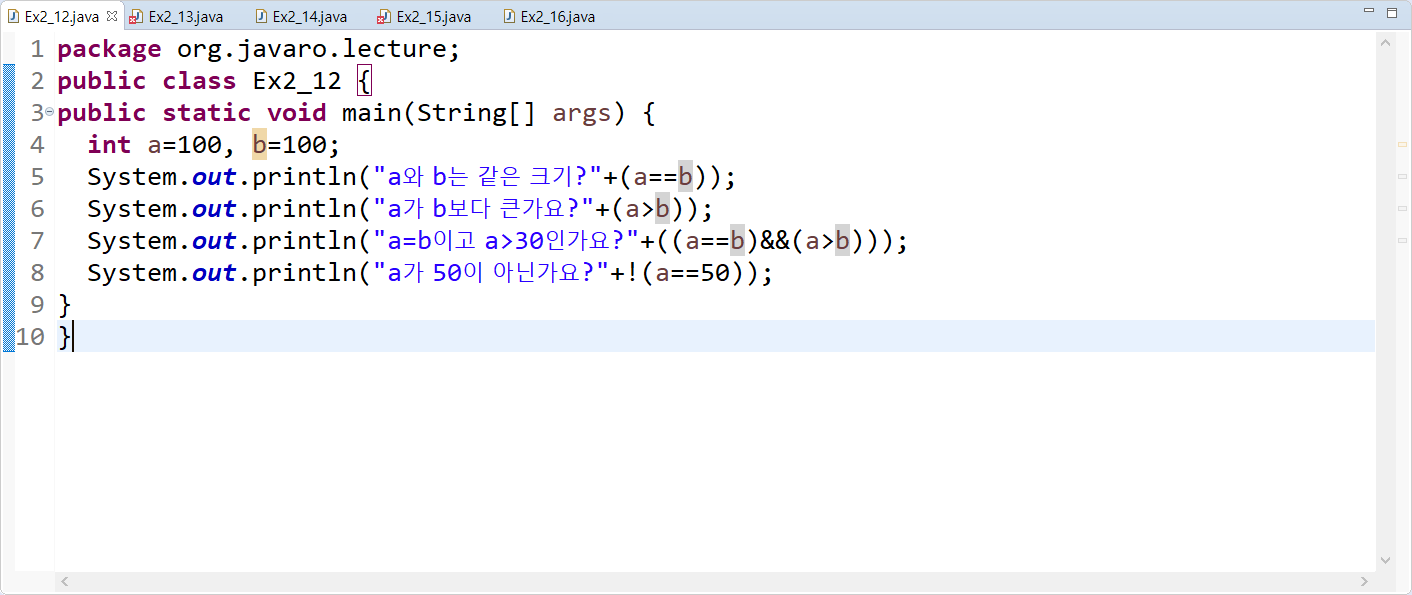 Ex2_12.java Ex2_13.java Ex2_14.java Ex2_15.java Ex2_16.java
1 package org.javaro.lecture;
2 public class Ex2_12 {
3 public static void main(String[] args) {
4 int a=100, b=100;
5 System.out.println("a와 b는 같은 크기?"+(a==b));
6 System.out.println("a가 b보다 큰가요?"+(a>b));
7 System.out.println("a=b이고 a>30인가요?"+((a==b)&&(a>b)));
8 System.out.println("a가 50이 아닌가요?"+!(a==50));
9 }
10 }